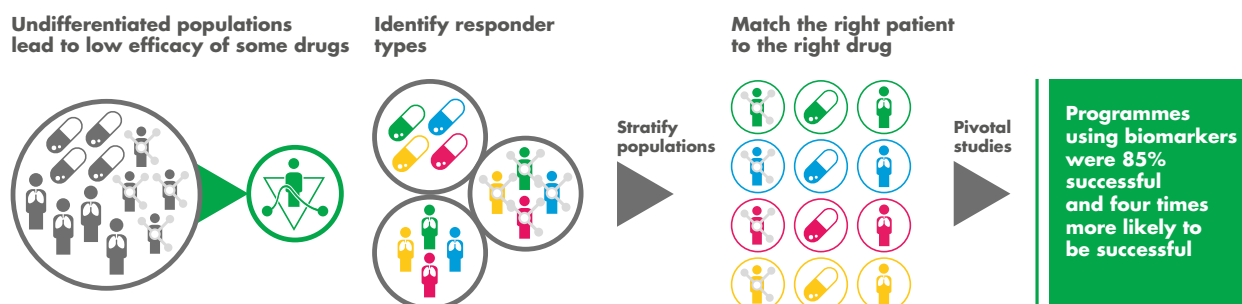 Undifferentiated populations
lead to low efficacy of some drugs
Identify responder
types
Stratify
populations
Match the right patient
to the right drug
Pivotal
studies
Programmes
using biomarkers
were 85%
successful
and four times
more likely to
be successful